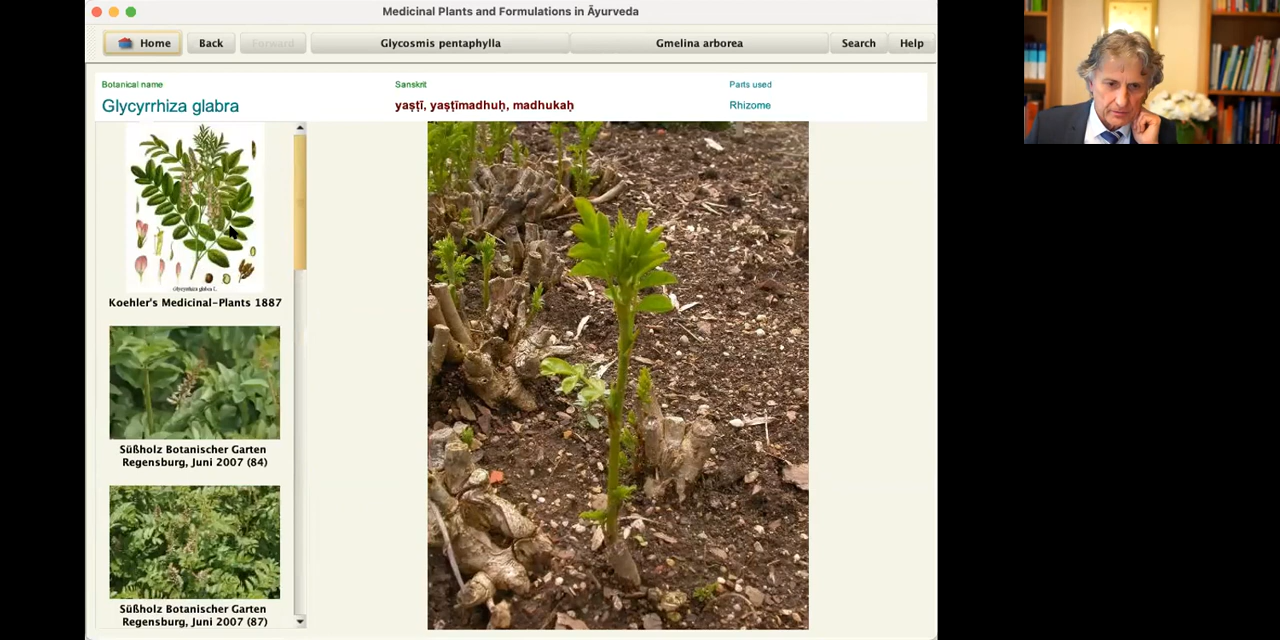 Medicinal Plants and Formulations in Āyurveda
Home Back Forward Glycosmis pentaphylla Gmelina arborea Search Help
Botanical name Sanskrit Parts used
Glycyrrhiza glabra yaṣṭī, yaṣṭīmadhuḥ, madhukaḥ Rhizome
Glycyrrhiza glabra L.
Koehler's Medicinal-Plants 1887
Süßholz Botanischer Garten
Regensburg, Juni 2007 (84)
Süßholz Botanischer Garten
Regensburg, Juni 2007 (87)